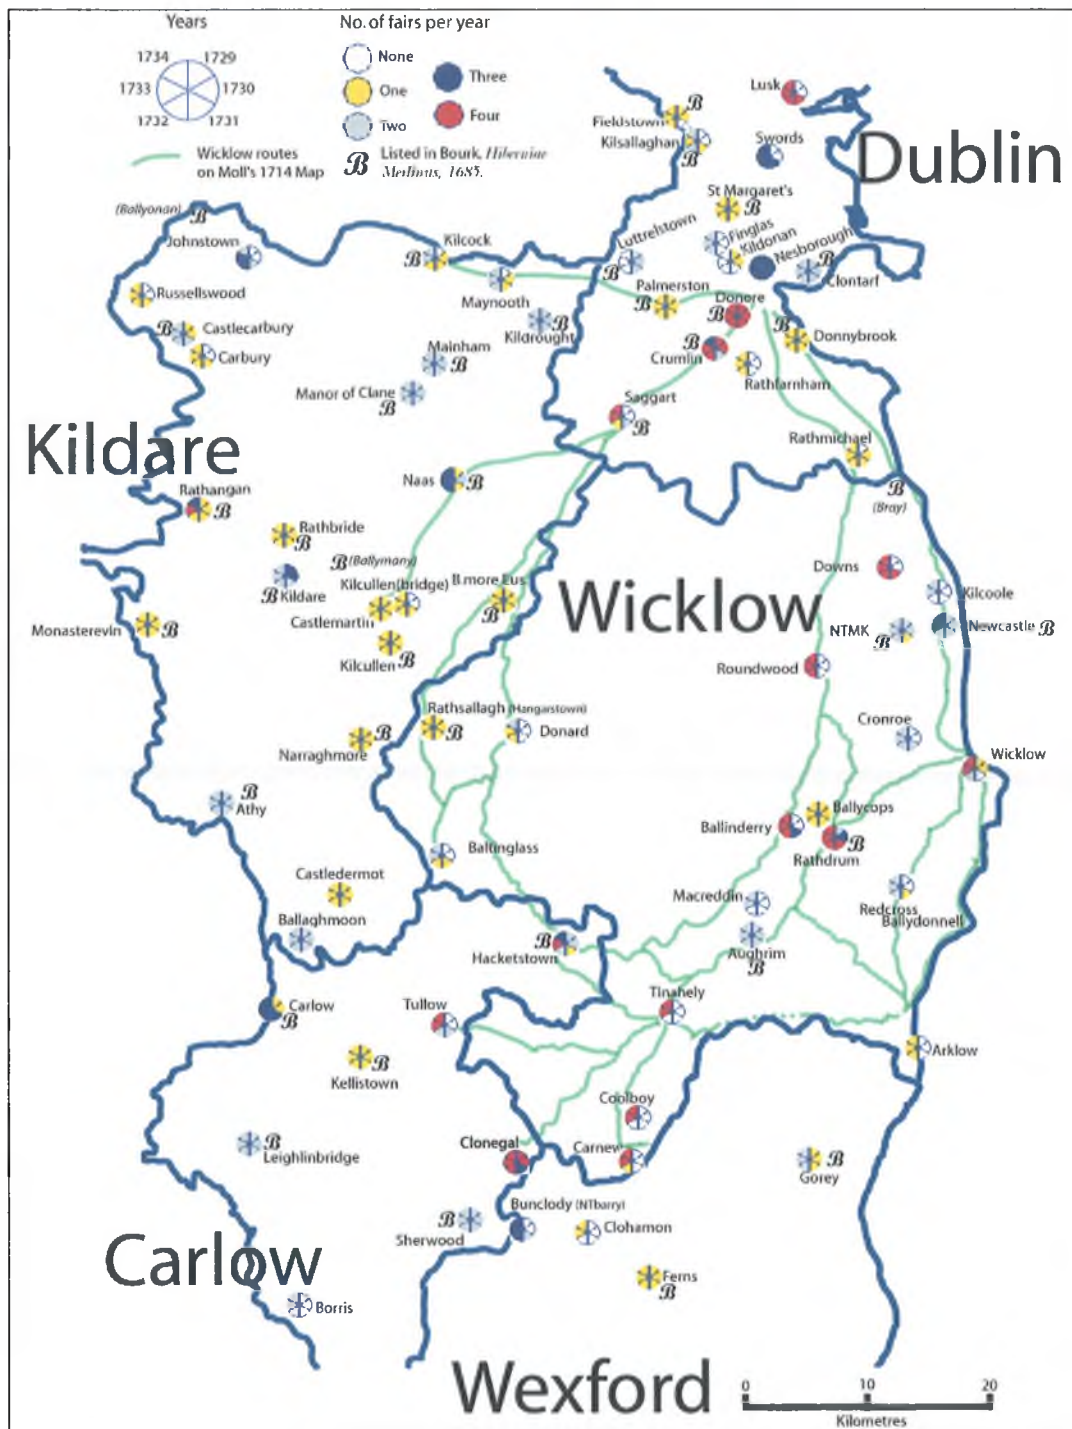 Years
1734
1729
1733
1730
1732
1731
No. of fairs per year
None
One
Two
Three
Four
Wicklow routes
on Moll's 1714 Map
B Listed in Bourk, Hiberniae
Merlinus, 1685.
Lusk
Fieldstown
B
Kilsallaghan
B
Swords
Dublin
St Margaret's
B
(Ballyonan) B
Johnstown
Kilcock
B
Luttrelstown
B
Finglas
Kildonan
Nesborough
B
Clontarf
Russellswood
Maynooth
Palmerston
B
Donore
B
B Castlecarbury
Carbury
Kildrought
B
B
Donnybrook
Mainham
B
B
Crumlin
Rathfarnham
Manor of Clane
B
Saggart
B
Kildare
Rathmichael
Naas
B
B
(Bray)
Rathangan
B
Rathbride
B
B (Ballymany)
Downs
B Kildare
Kilcullen(bridge)
B.more Eus
B
Wicklow
Kilcoole
Castlemartin
Monasterevin
B
NTMK
B
Newcastle B
Kilcullen B
Roundwood
Rathsallagh (Hangarstown)
B
Donard
Cronroe
Narraghmore
B
Wicklow
B
Athy
Ballycops
Ballinderry
Rathdrum
B
Baltinglass
Castledermot
Macreddin
Redcross
Ballydonnell
Ballaghmoon
B
Hacketstown
Aughrim
B
Carlow
B
Tullow
Tinahely
Arklow
Kellistown
B
Coolboy
B
Leighlinbridge
Clonegal
Carnew
B
Gorey
Bunclody (NTbarry)
B
Sherwood
Clohamon
Carlow
Ferns
B
Borris
Wexford
0 10 20
Kilometres